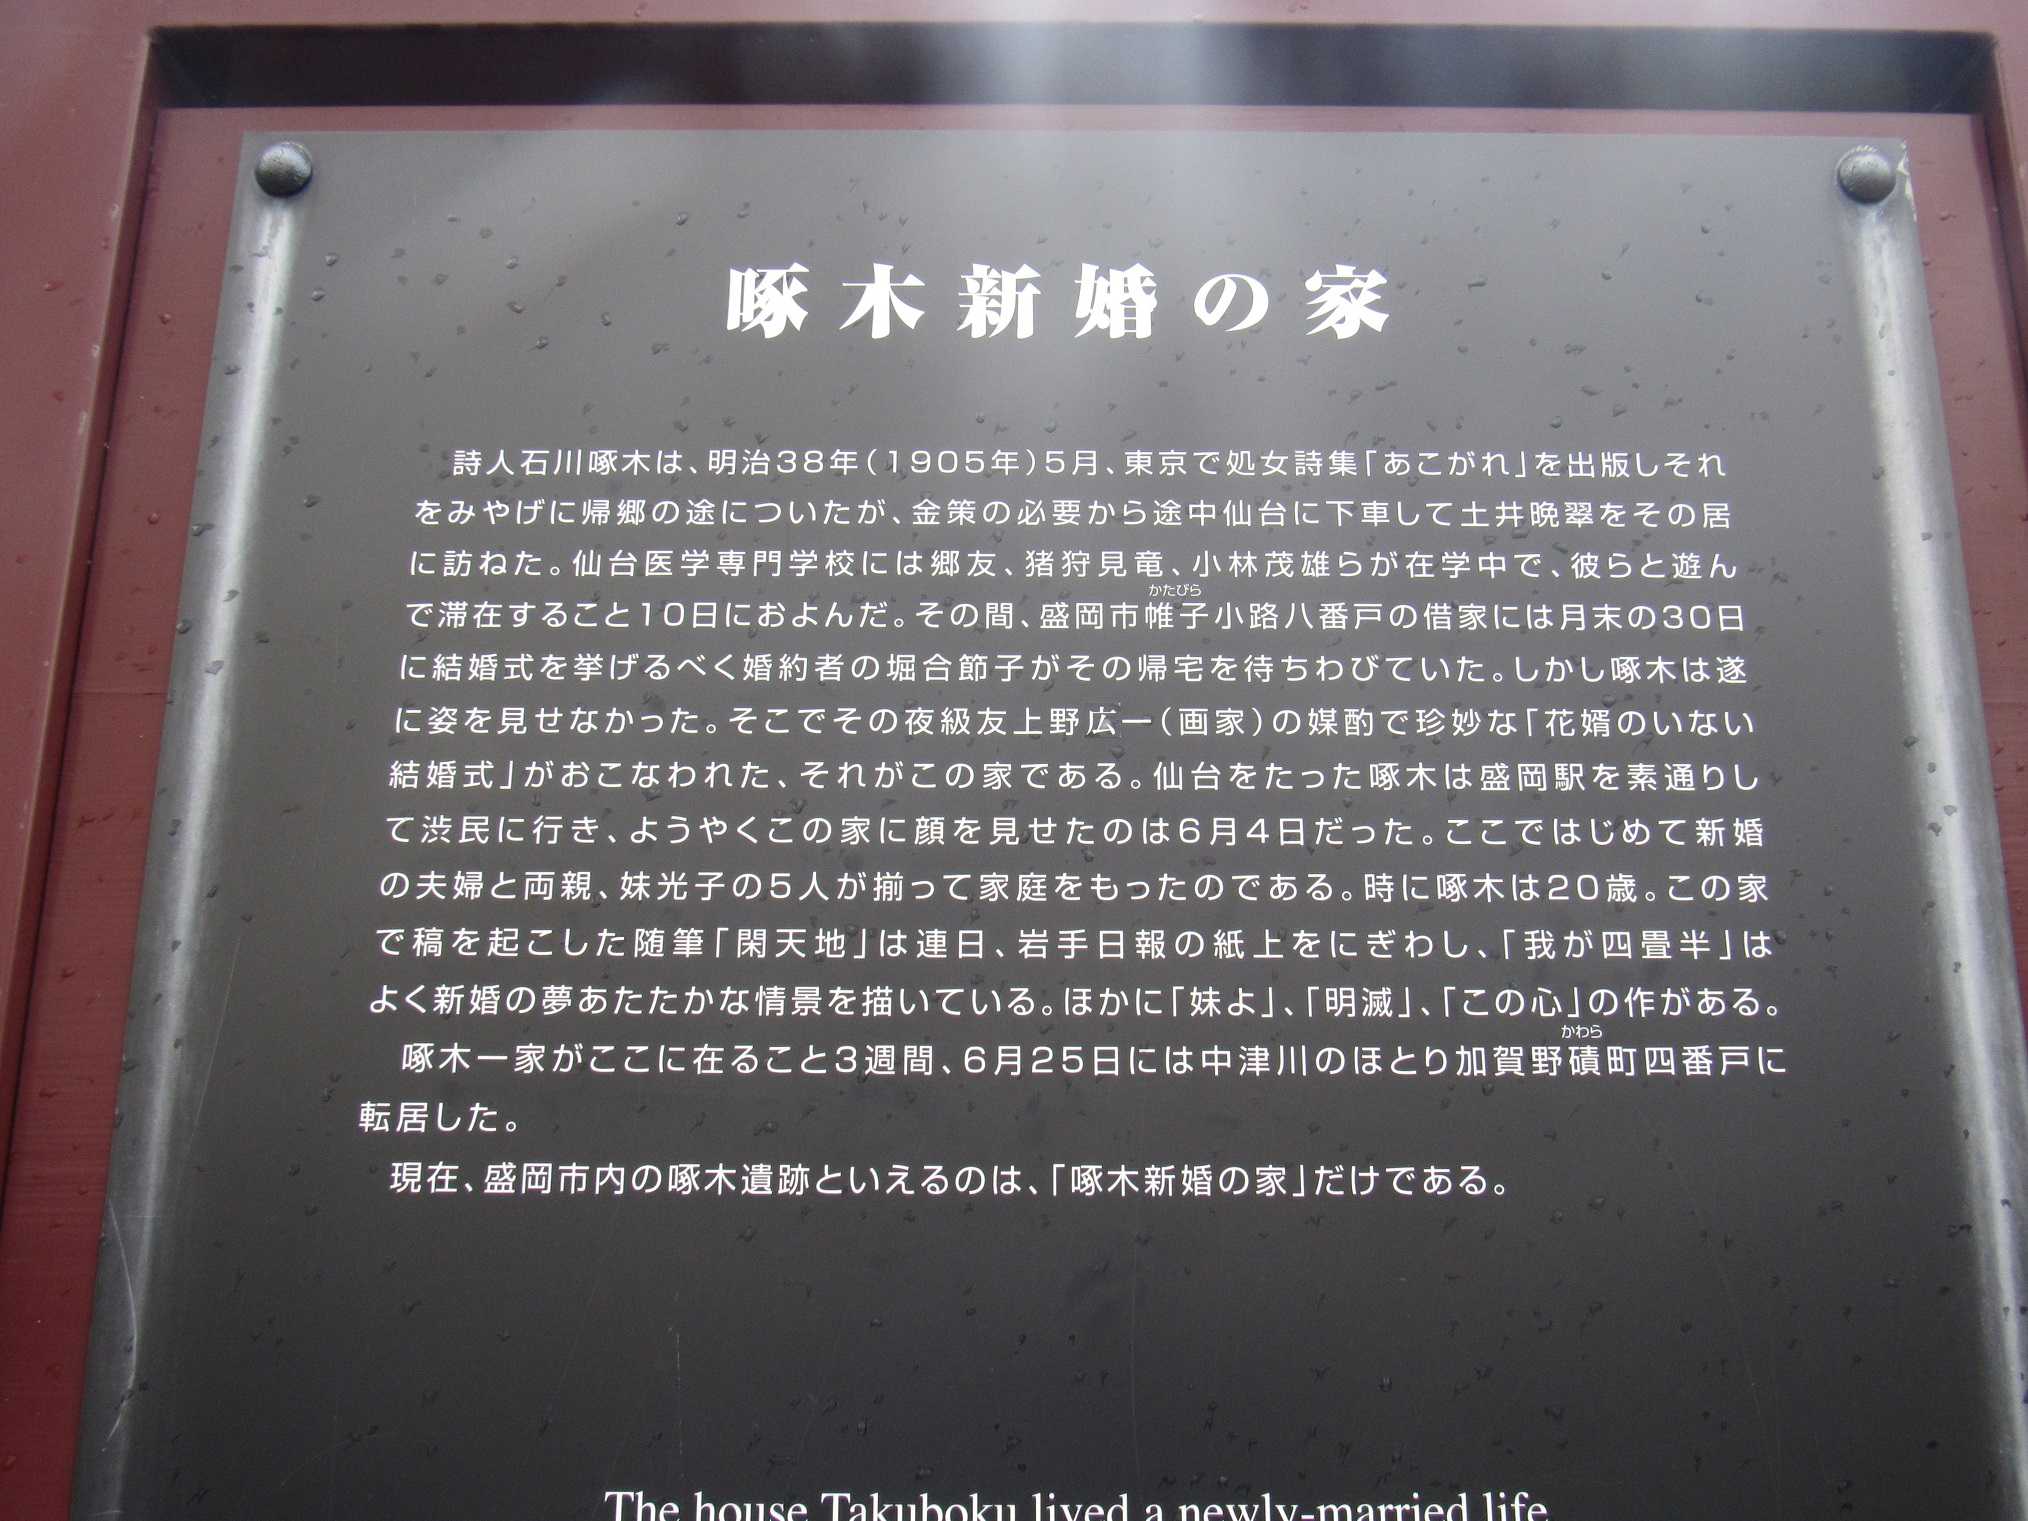 啄木新婚の家
詩人石川啄木は、明治38年(1905年)5月、東京で処女詩集「あこがれ」を出版しそれ
をみやげに帰郷の途についたが、金策の必要から途中仙台に下車して土井晩翠をその居
に訪ねた。仙台医学専門学校には郷友、猪狩見竜、小林茂雄らが在学中で、彼らと遊ん
かたびら
で滞在すること10日におよんだ。その間、盛岡市帷子小路八番戸の借家には月末の30日
に結婚式を挙げるべく婚約者の堀合節子がその帰宅を待ちわびていた。しかし啄木は遂
に姿を見せなかった。そこでその夜級友上野広一(画家)の媒酌で珍妙な「花婿のいない
結婚式」がおこなわれた、それがこの家である。仙台をたった啄木は盛岡駅を素通りし
て渋民に行き、ようやくこの家に顔を見せたのは6月4日だった。ここではじめて新婚
の夫婦と両親、妹光子の5人が揃って家庭をもったのである。時に啄木は20歳。この家
で稿を起こした随筆「閑天地」は連日、岩手日報の紙上をにぎわし、「我が四畳半」は
よく新婚の夢あたたかな情景を描いている。ほかに「妹よ」、「明滅」、「この心」の作がある。
かわら
啄木一家がここに在ること3週間、6月25日には中津川のほとり加賀野磧町四番戸に
転居した。
現在、盛岡市内の啄木遺跡といえるのは、「啄木新婚の家」だけである。
The house Takuboku lived a newly-married life